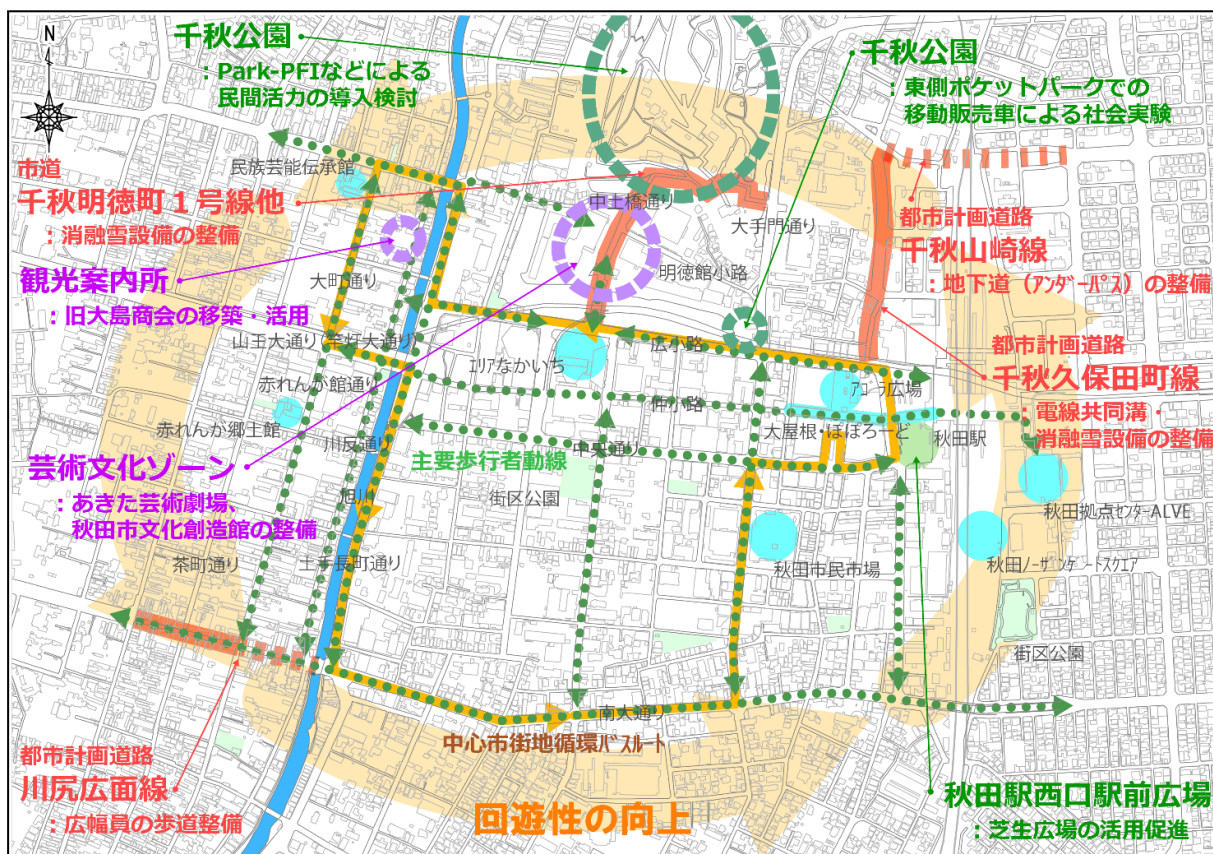 N
千秋公園
：Park-PFIなどによる
民間活力の導入検討
千秋公園
：東側ポケットパークでの
移動販売車による社会実験
民族芸能伝承館
市道
千秋明徳町１号線他
：消融雪設備の整備
中土橋通り
大手門通り
都市計画道路
千秋山崎線
：地下道（ｱﾝﾀﾞｰﾊﾟｽ）の整備
観光案内所
：旧大島商会の移築・活用
大町通り
明徳館小路
山王大通り(竿灯大通り)
広小路
都市計画道路
千秋久保田町線
：電線共同溝・
消融雪設備の整備
ｴﾘｱなかいち
赤れんが館通り
ｱｺﾞﾗ広場
仲小路
赤れんが郷土館
川反通り
大屋根・ぽぽろーど
秋田駅
中央通り
主要歩行者動線
芸術文化ゾーン
：あきた芸術劇場、
秋田市文化創造館の整備
旭川
街区公園
秋田拠点ｾﾝﾀｰALVE
茶町通り
土手長町通り
秋田市民市場
秋田ﾉｰｻﾞﾝｹﾞｰﾄｽｸｴｱ
街区公園
南大通り
中心市街地循環ﾊﾞｽﾙｰﾄ
都市計画道路
川尻広面線
：広幅員の歩道整備
回遊性の向上
秋田駅西口駅前広場
：芝生広場の活用促進